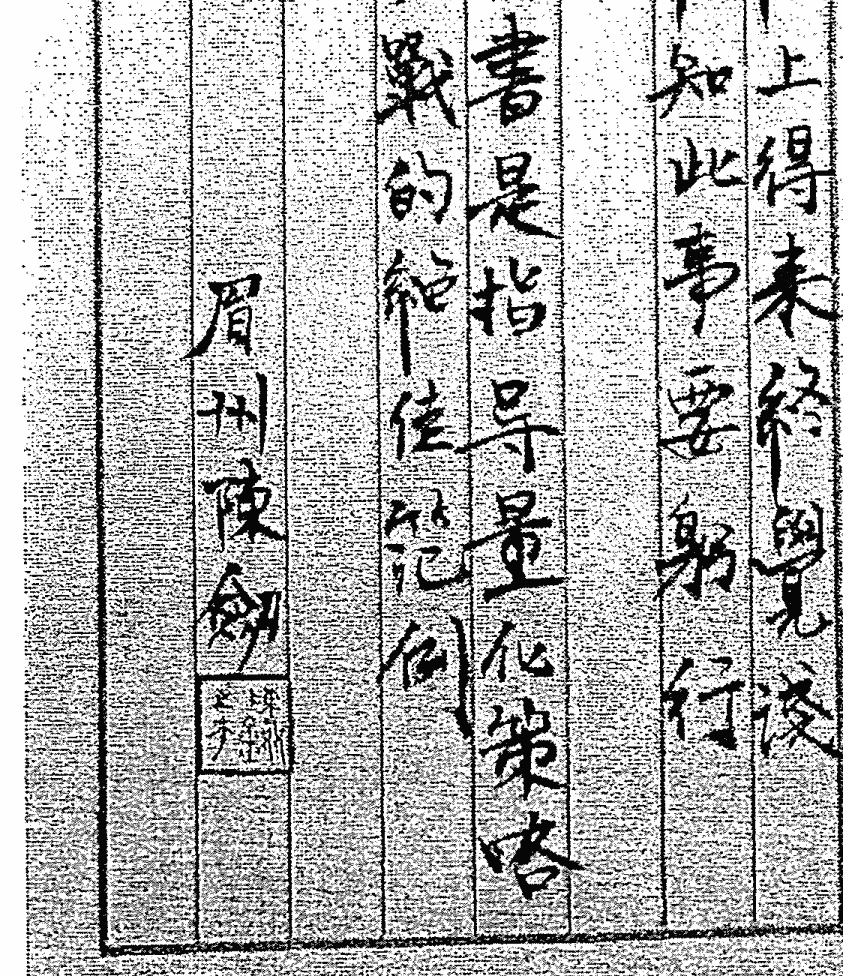 上得来終覺淺
知此事要躬行
書是指导量化策略
戰的絕佳範例
眉州陳劍